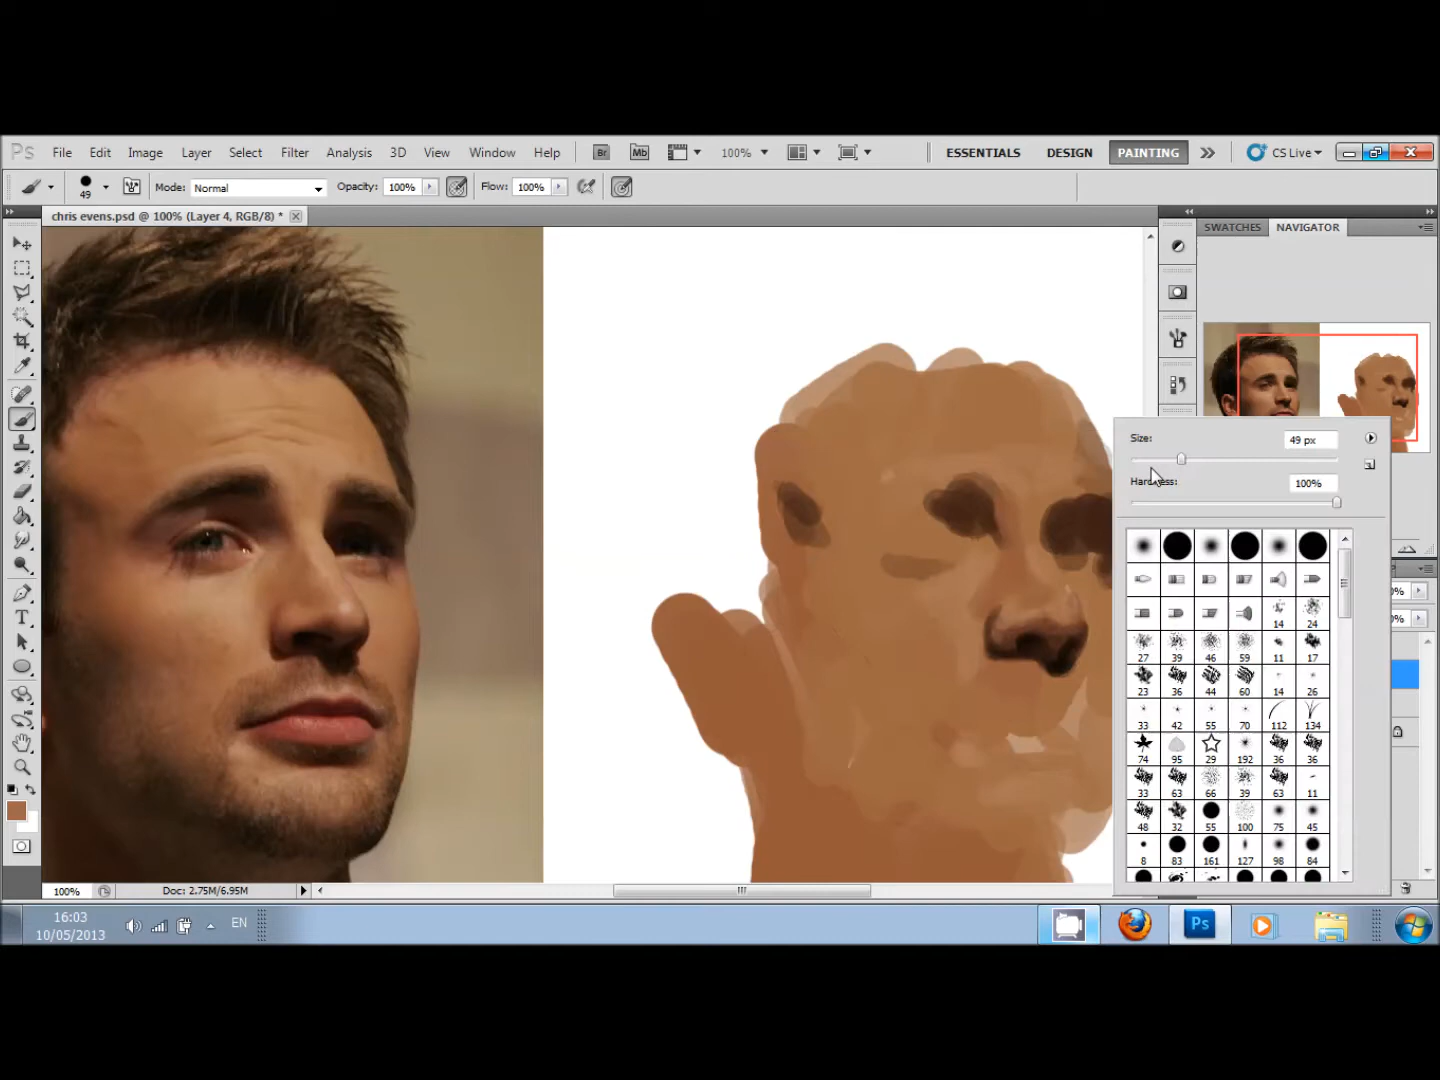 Ps File Edit Image Layer Select Filter Analysis 3D View Window Help Br Mb 100% ESSENTIALS DESIGN PAINTING CS Live
49 Mode: Normal Opacity: 100% Flow: 100%
chris evens.psd @ 100% (Layer 4, RGB/8) *
SWATCHES NAVIGATOR
Size: 49 px
Hardness: 100%
14 24
27 39 46 59 11 17
23 36 44 60 14 26
33 42 55 70 112 134
74 95 29 192 36 36
33 63 66 39 63 11
48 32 55 100 75 45
8 83 161 127 98 84
100% Doc: 2.75M/6.95M
16:03
10/05/2013
EN
Ps